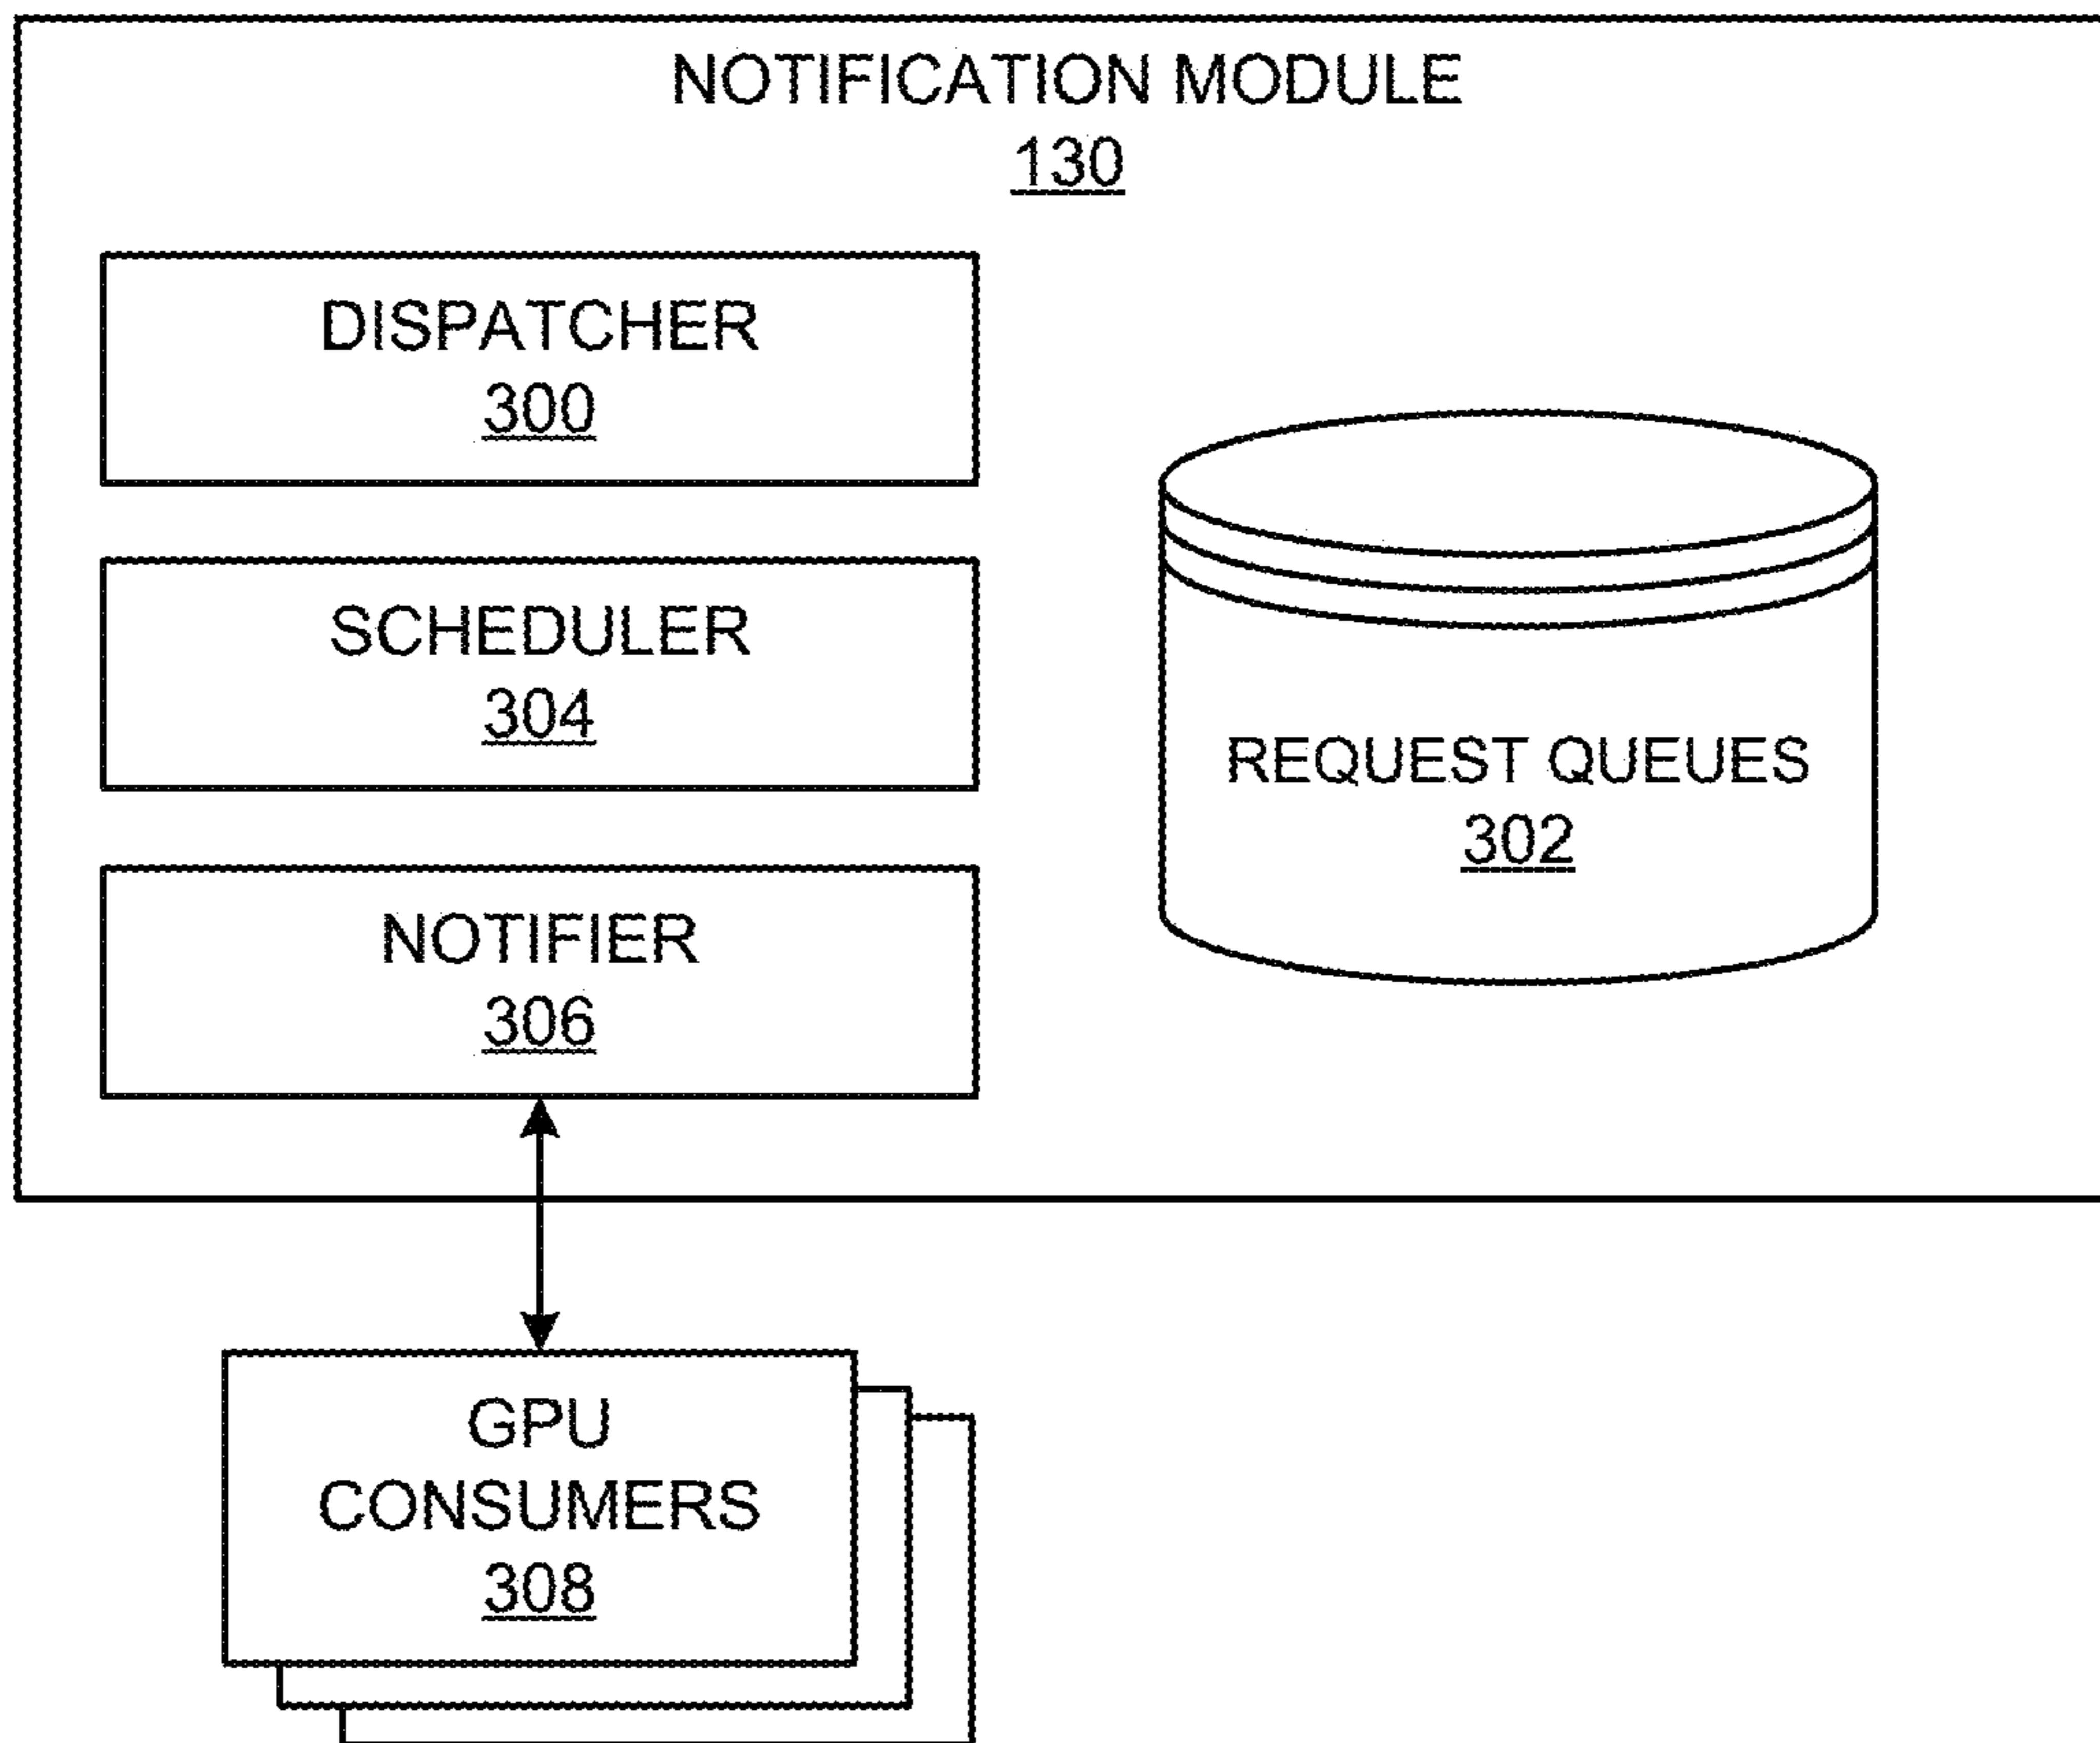 NOTIFICATION MODULE
130
DISPATCHER
300
SCHEDULER
304
REQUEST QUEUES
302
NOTIFIER
306
GPU
CONSUMERS
308